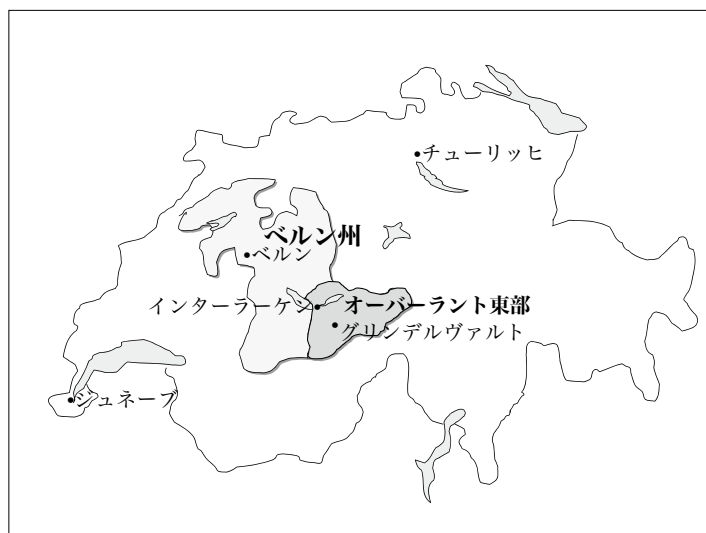 チューリッヒ
ベルン州
ベルン
インターラーケン
オーバーラント東部
グリンデルヴァルト
ジュネーブ